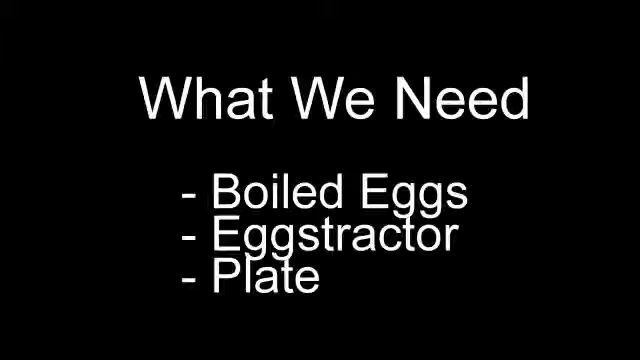 What We Need
- Boiled Eggs
- Eggstractor
- Plate